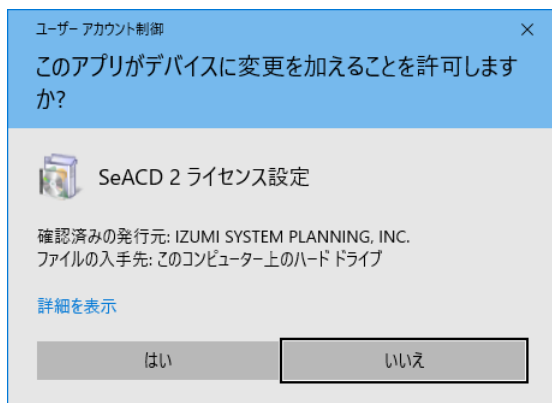 ユーザー アカウント制御
このアプリがデバイスに変更を加えることを許可します
か?
SeACD 2 ライセンス設定
確認済みの発行元: IZUMI SYSTEM PLANNING, INC.
ファイルの入手先: このコンピューター上のハード ドライブ
詳細を表示
はい
いいえ